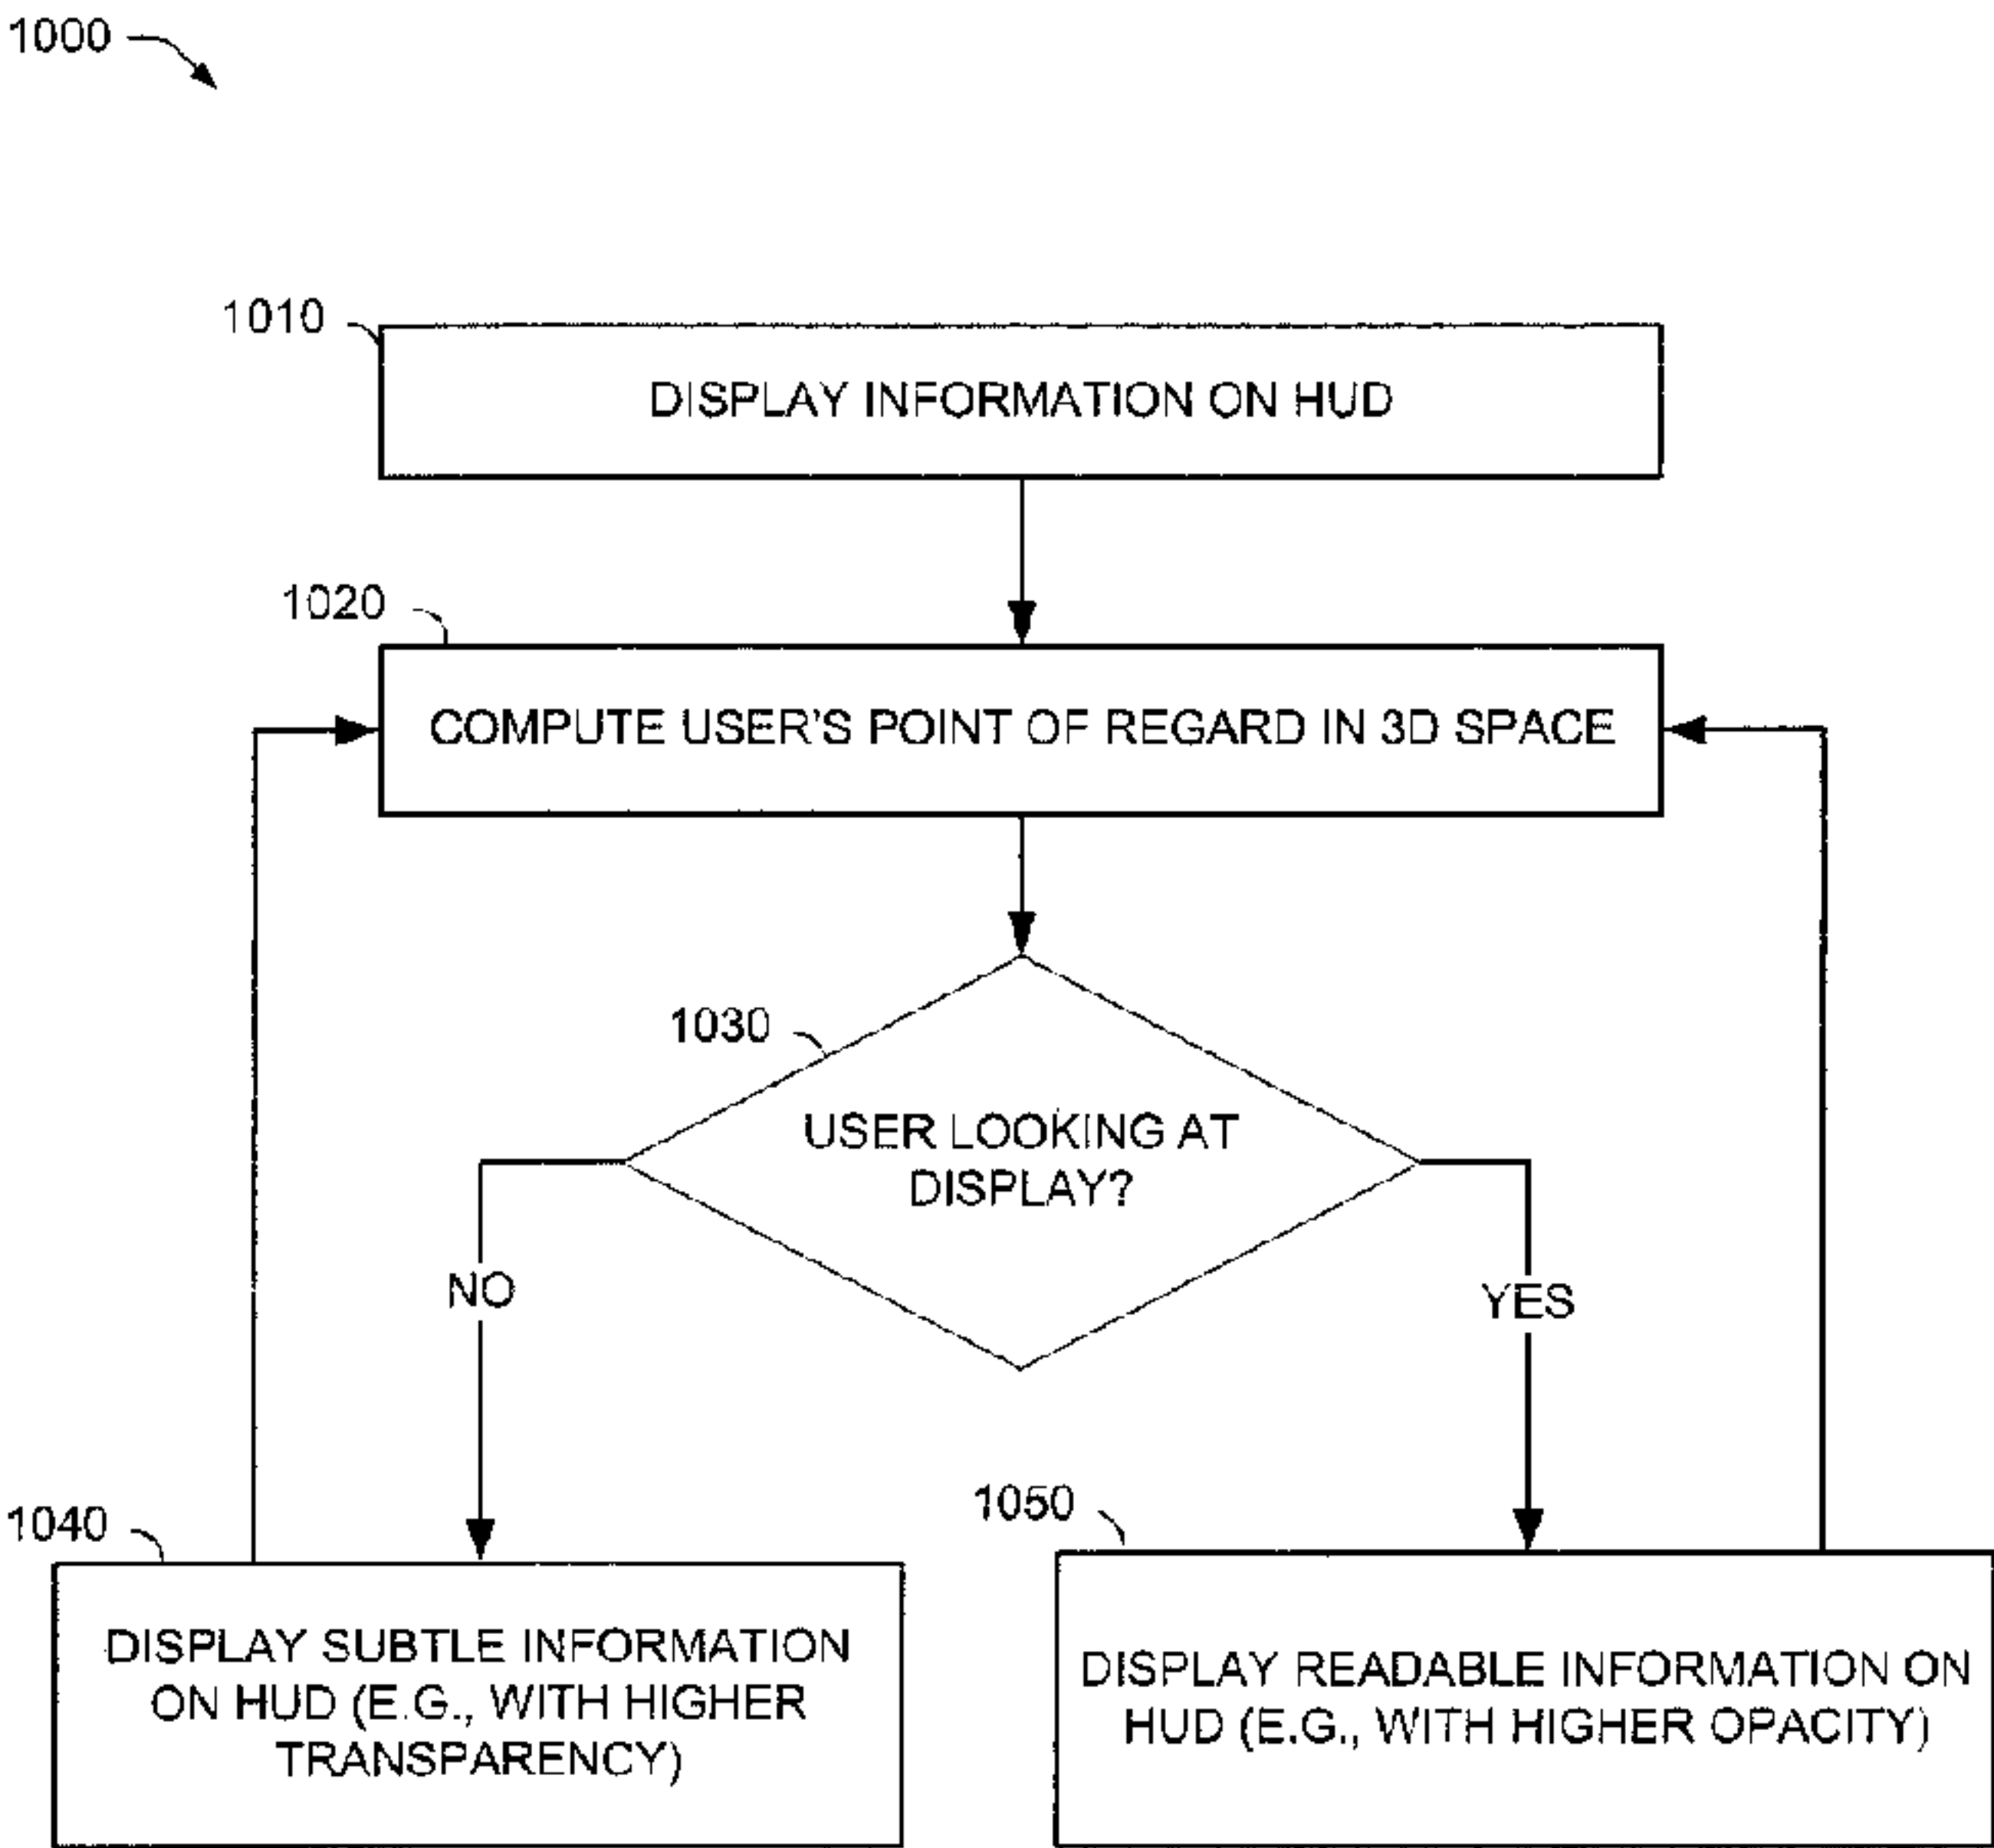 1000
1010
DISPLAY INFORMATION ON HUD
1020
COMPUTE USER'S POINT OF REGARD IN 3D SPACE
1030
USER LOOKING AT
DISPLAY?
NO
YES
1040
DISPLAY SUBTLE INFORMATION
ON HUD (E.G., WITH HIGHER
TRANSPARENCY)
1050
DISPLAY READABLE INFORMATION ON
HUD (E.G., WITH HIGHER OPACITY)